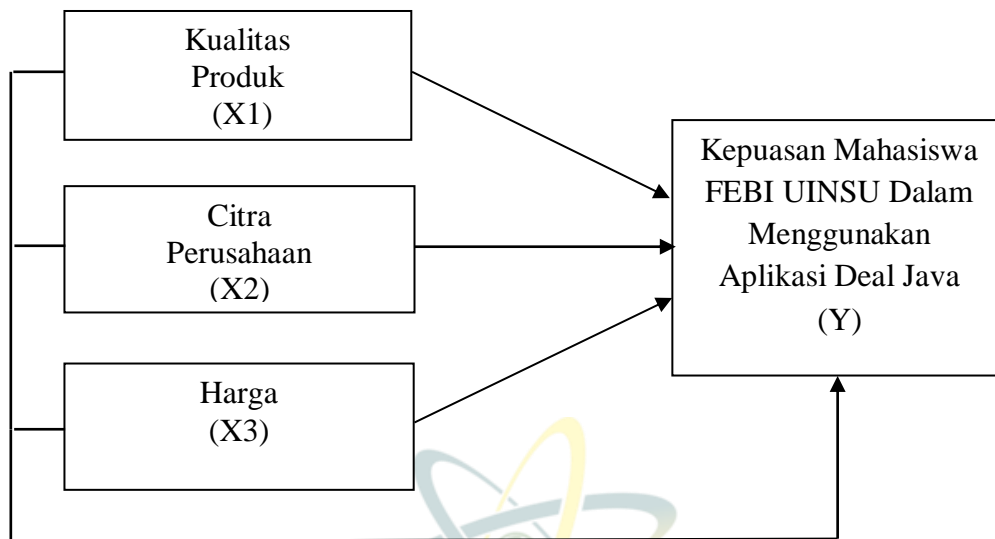 Kualitas
Produk
(X1)
Citra
Perusahaan
(X2)
Harga
(X3)
Kepuasan Mahasiswa
FEBI UINSU Dalam
Menggunakan
Aplikasi Deal Java
(Y)